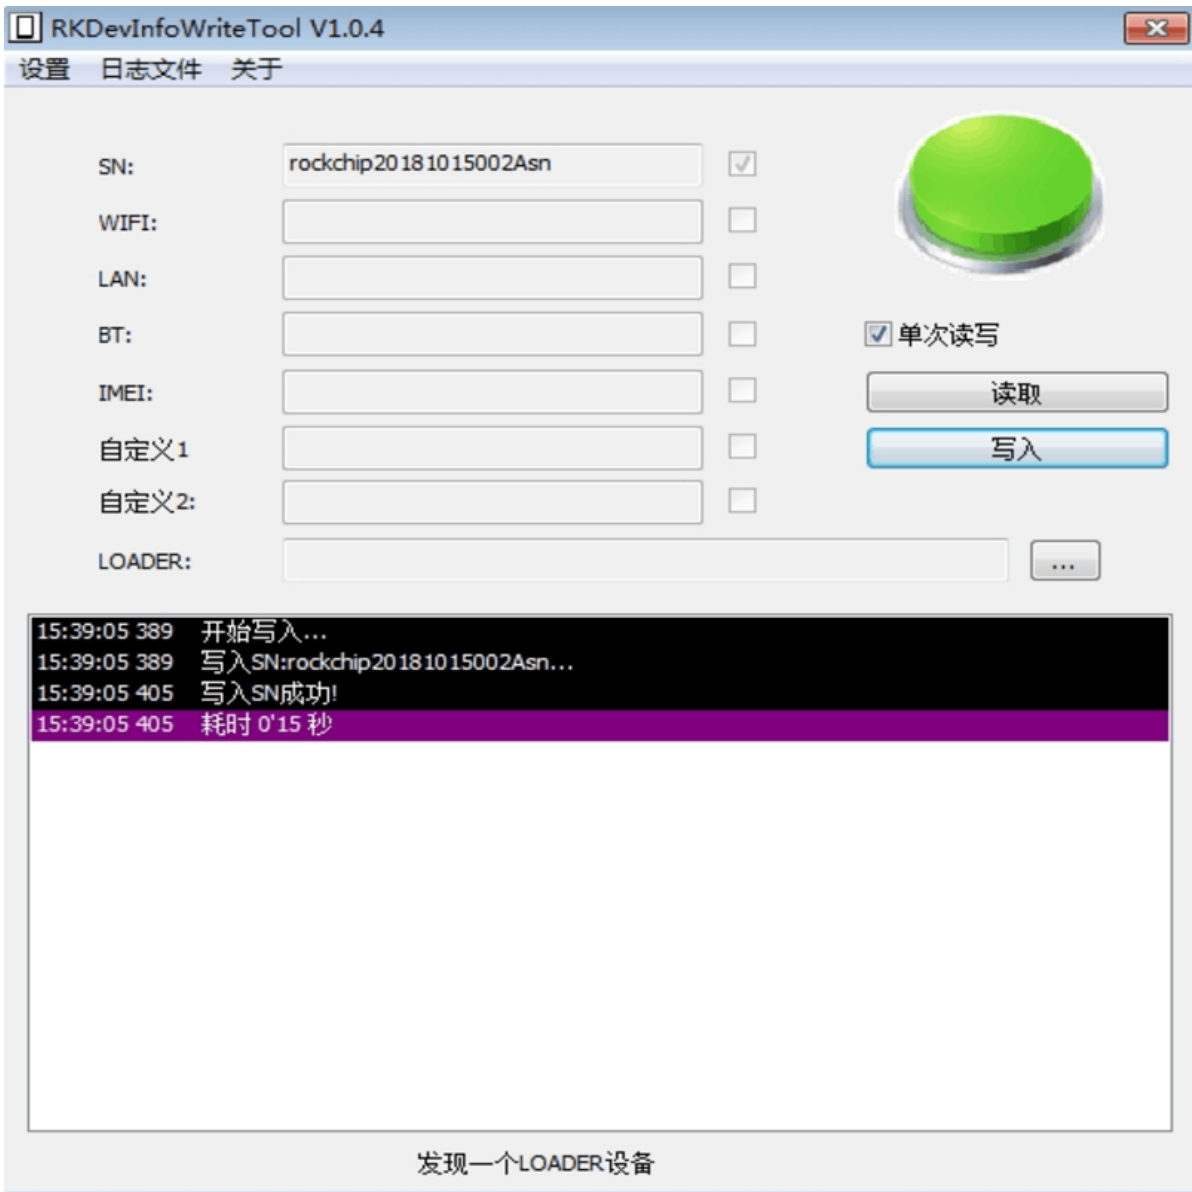 RKDevInfoWriteTool V1.0.4
设置 日志文件 关于
SN: rockchip20181015002Asn
WIFI:
LAN:
BT:
单次读写
IMEI:
读取
自定义1
写入
自定义2:
LOADER:
...
15:39:05 389 开始写入...
15:39:05 389 写入SN:rockchip20181015002Asn...
15:39:05 405 写入SN成功!
15:39:05 405 耗时 0'15 秒
发现一个LOADER设备